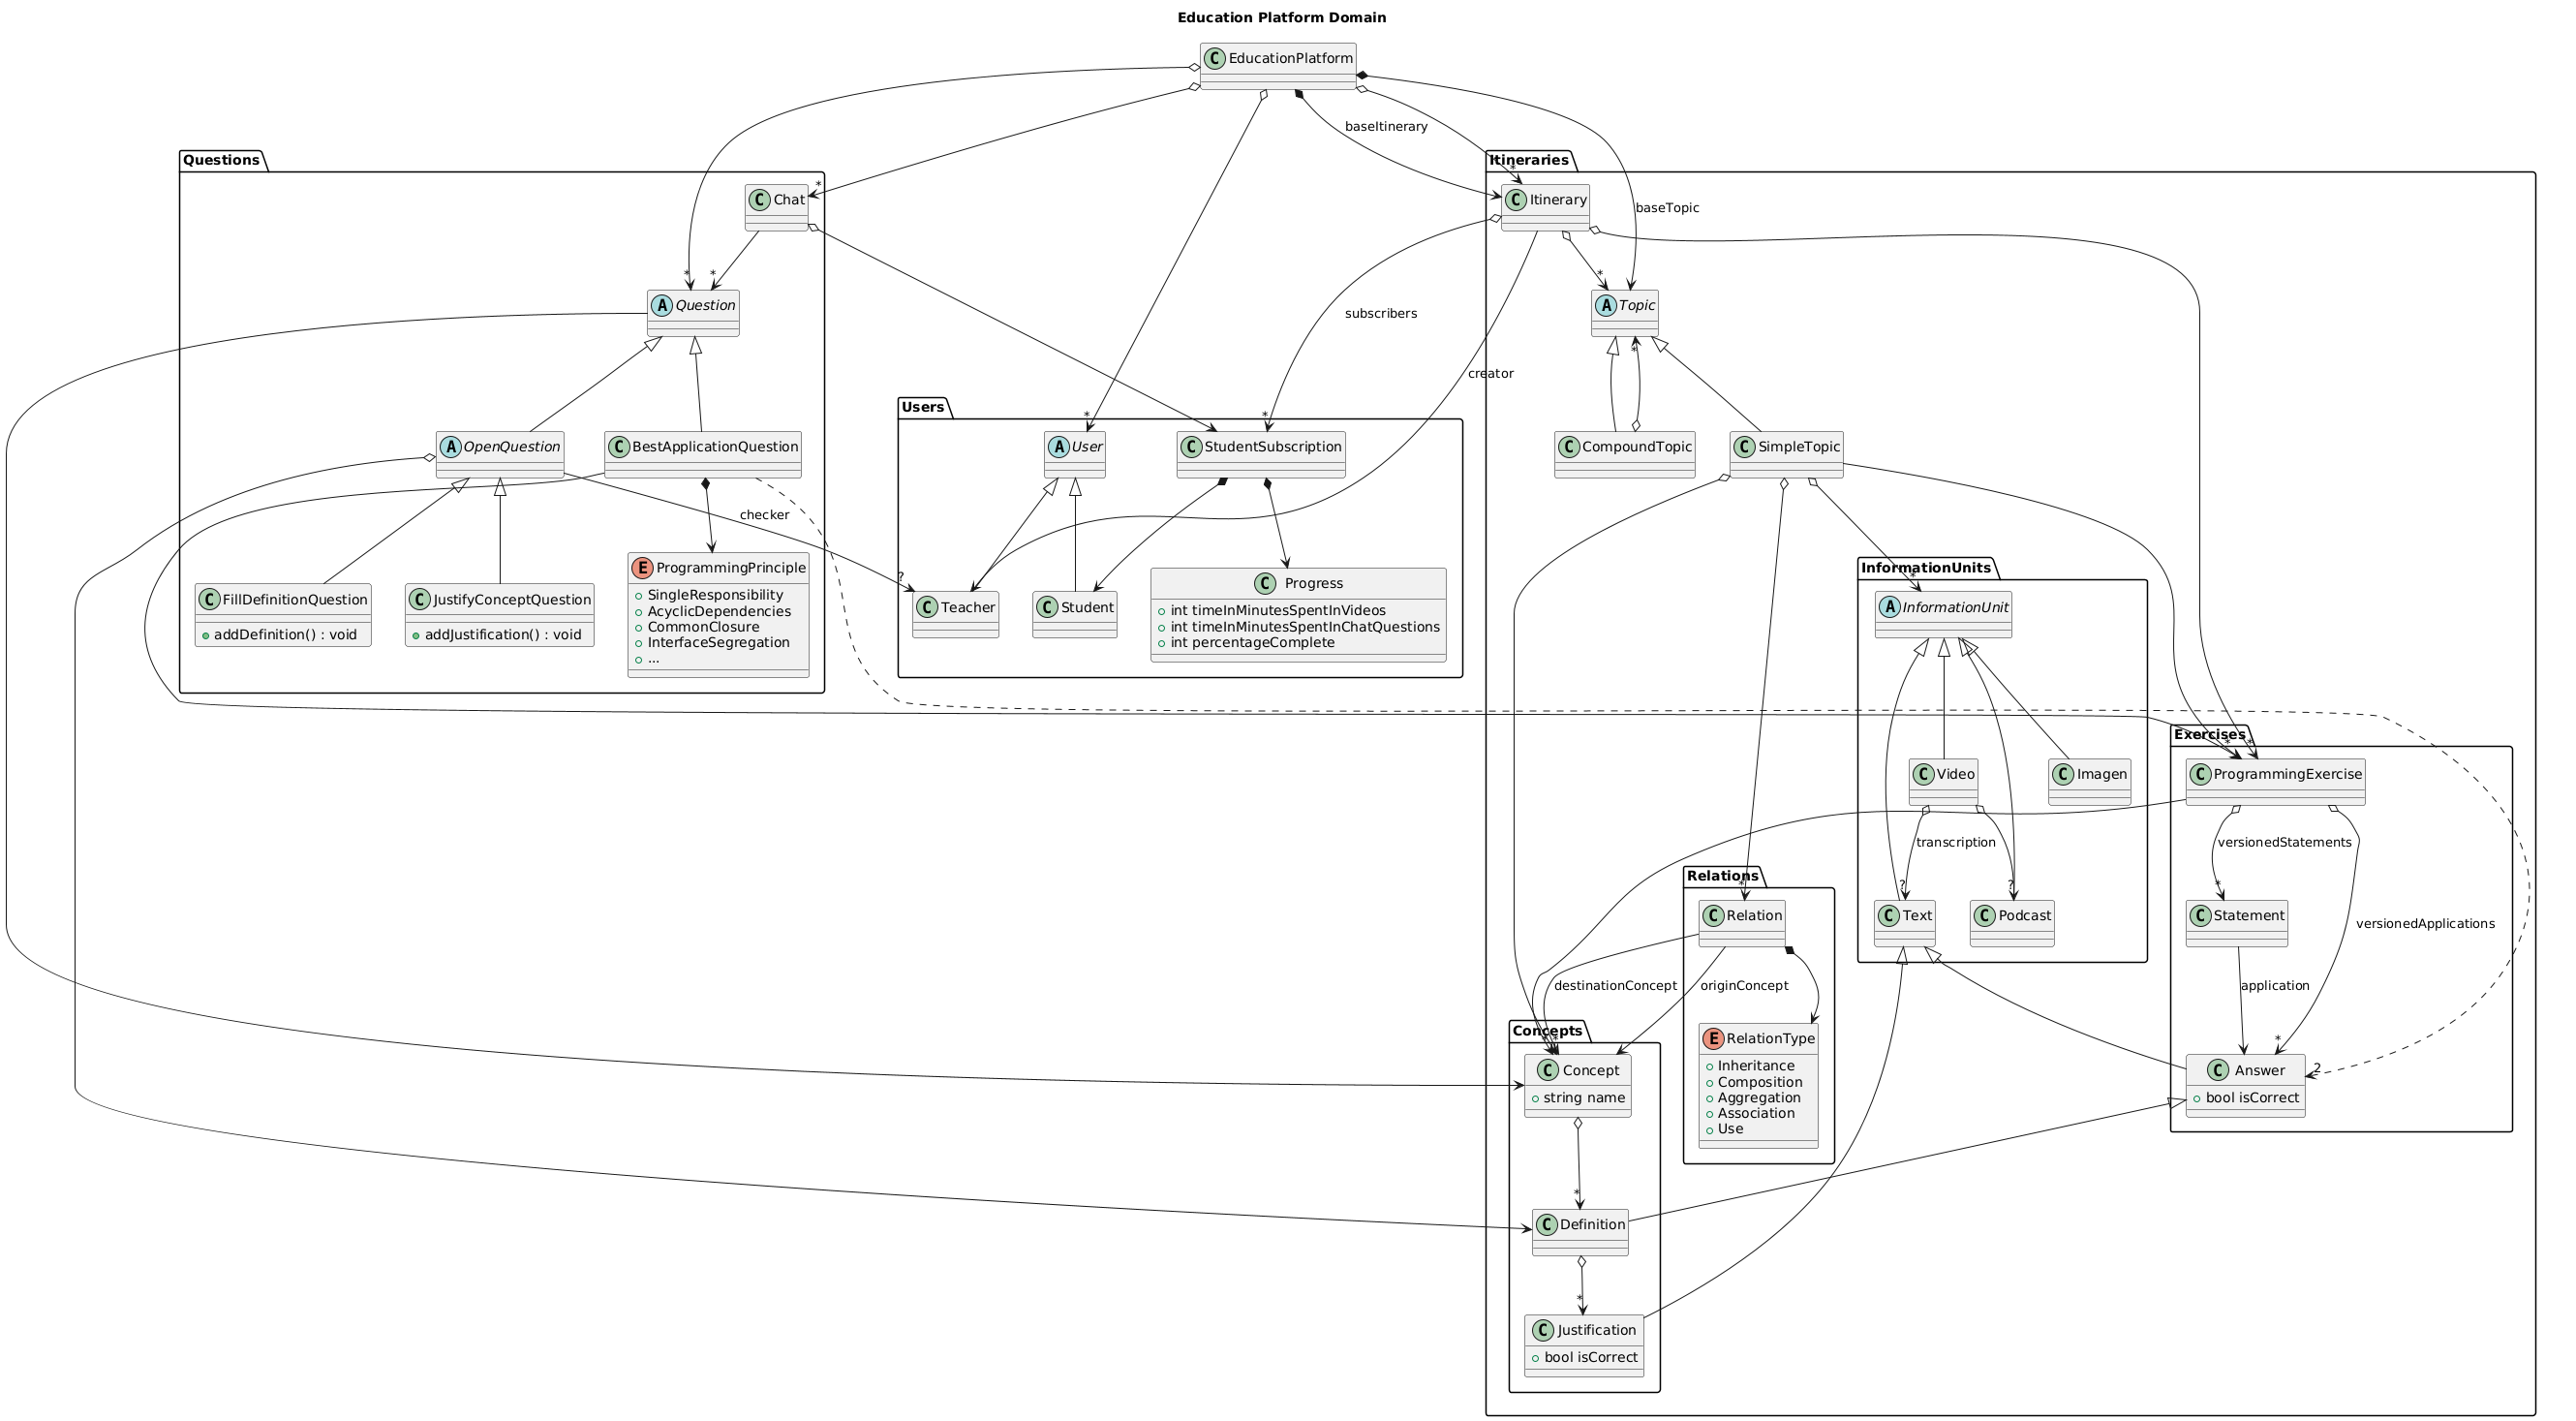 Education Platform Domain
C EducationPlatform
baseItinerary
Questions
Itineraries
*
C Chat
*
C Itinerary
baseTopic
*
*
*
A Question
A Topic
subscribers
*
creator
Users
*
*
A OpenQuestion
C BestApplicationQuestion
A User
C StudentSubscription
C CompoundTopic
C SimpleTopic
checker
E ProgrammingPrinciple
SingleResponsibility
AcyclicDependencies
CommonClosure
InterfaceSegregation
...
C FillDefinitionQuestion
addDefinition() : void
C JustifyConceptQuestion
addJustification() : void
?
C Teacher
C Student
C Progress
int timeInMinutesSpentInVideos
int timeInMinutesSpentInChatQuestions
int percentageComplete
InformationUnits
*
A InformationUnit
Exercises
*
*
C Video
C Imagen
C ProgrammingExercise
transcription
versionedStatements
Relations
*
?
?
*
C Relation
C Text
C Podcast
C Statement
versionedApplications
destinationConcept
originConcept
application
Concepts
*
*
*
2
C Concept
string name
E RelationType
Inheritance
Composition
Aggregation
Association
Use
C Answer
bool isCorrect
*
C Definition
*
C Justification
bool isCorrect